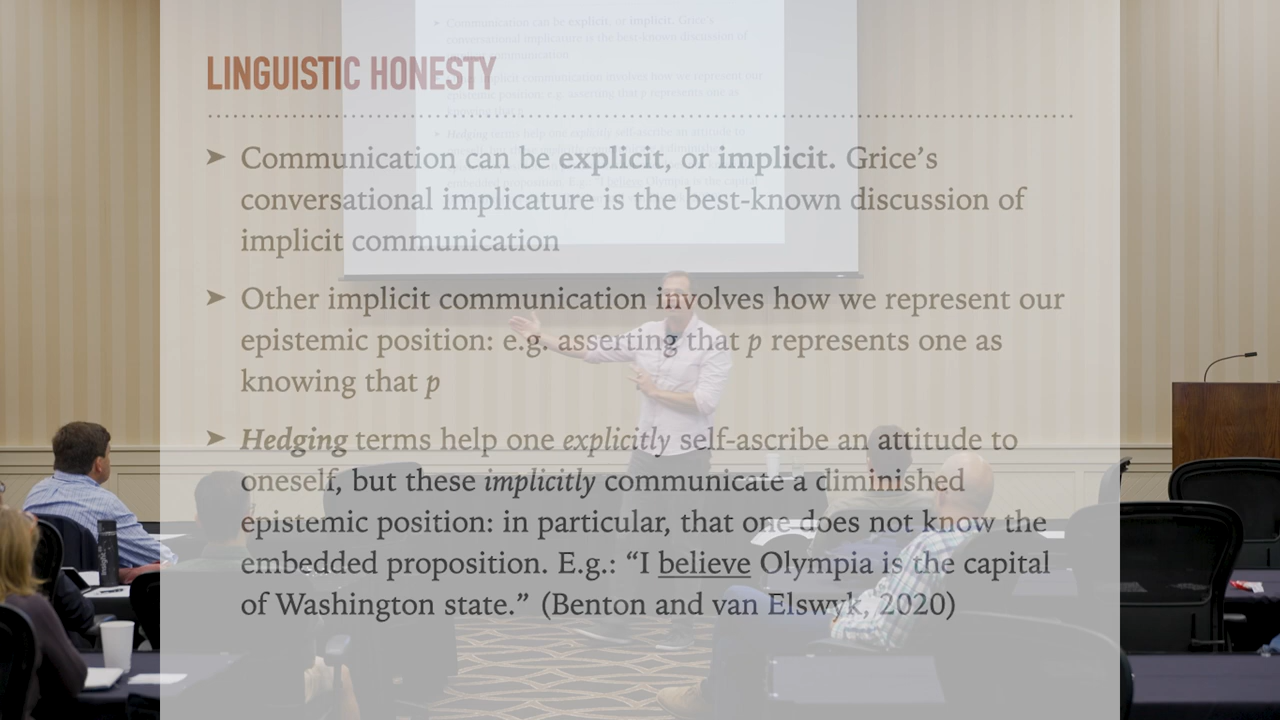 LINGUISTIC HONESTY
➤ Communication can be explicit, or implicit. Grice's
conversational implicature is the best-known discussion of
implicit communication
➤ Other implicit communication involves how we represent our
epistemic position: e.g. asserting that p represents one as
knowing that p
➤ Hedging terms help one explicitly self-ascribe an attitude to
oneself, but these implicitly communicate a diminished
epistemic position: in particular, that one does not know the
embedded proposition. E.g.: “I believe Olympia is the capital
of Washington state.” (Benton and van Elswyk, 2020)